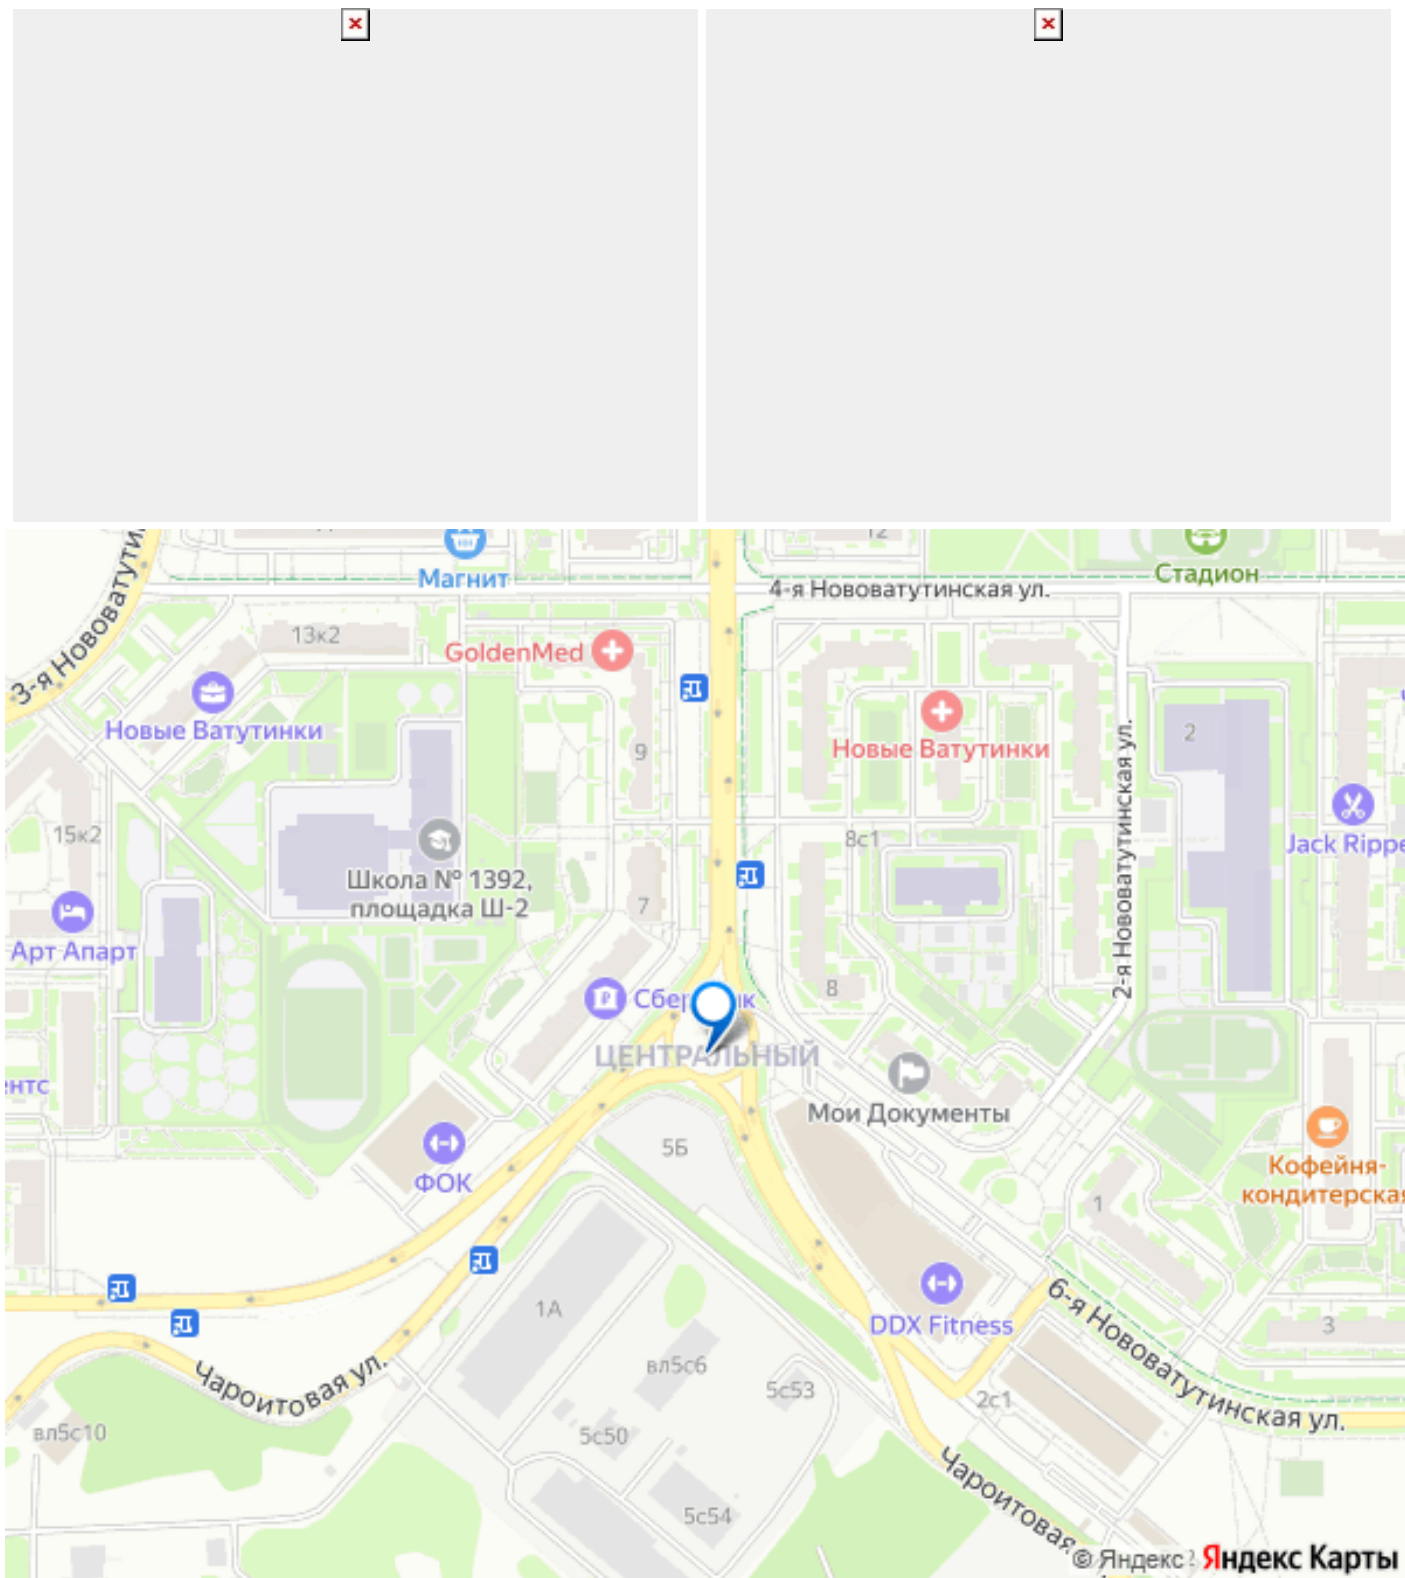 12
Магнит
Стадион
4-я Нововатутинская ул.
3-я Нововатути
13к2
GoldenMed
Новые Ватутинки
9
Новые Ватутинки
2
2-я Нововатутинская ул.
15к2
8с1
Jack Rippe
Школа № 1392,
площадка Ш-2
7
Арт Апарт
8
ЦЕНТРАЛЬНЫЙ
нтс
Мои Документы
5Б
ФОК
Кофейня-
кондитерская
1
1А
DDX Fitness
6-я Нововатутинская ул.
3
вл5с6
Чароитовая ул.
5с53
2с1
вл5с10
5с50
5с54
Чароитовая
© Яндекс
Яндекс Карты